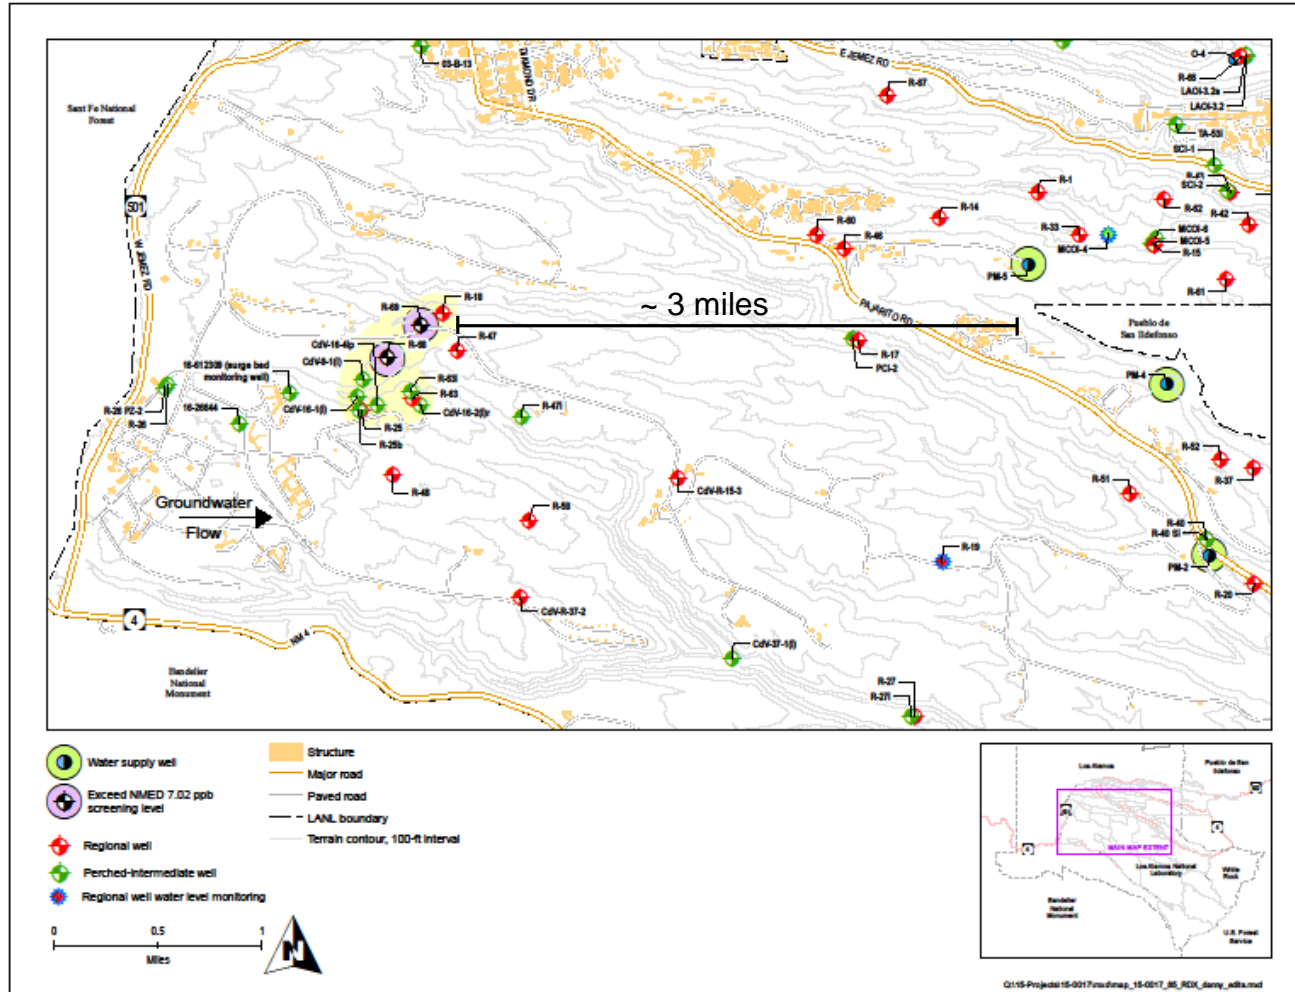 03-B-13
DIAMOND DR
E JEMEZ RD
O-4
R-66
LAOI-3.2a
LAOI-3.2
R-67
TA-53I
SCI-1
SCI-2
Sant Fe National
Forest
501
W JEMEZ RD
R-1
R-14
R-62
R-42
R-60
R-46
R-33
MCOI-4
MCOI-6
MCOI-5
R-15
PM-5
R-61
~ 3 miles
PAJARITO RD
Pueblo de
San Ildefonso
R-18
R-47
CdV-16-4ip
CdV-9-1(i)
16-612309 (surge bed
monitoring well)
R-17
PCI-2
PM-4
R-26 PZ-2
R-26
16-26644
CdV-16-1(i)
R-63i
R-63
CdV-16-2(i)r
R-25
R-25b
R-47i
R-48
R-58
CdV-R-15-3
R-52
R-37
R-51
R-40
R-40 Si
PM-2
R-20
R-19
Groundwater
Flow
CdV-R-37-2
CdV-37-1(i)
R-27
R-27i
4
NM 4
Bandelier
National
Monument
Water supply well
Exceed NMED 7.02 ppb
screening level
Regional well
Perched-intermediate well
Regional well water level monitoring
Structure
Major road
Paved road
LANL boundary
Terrain contour, 100-ft interval
0 0.5 1
Miles
N
Los Alamos
Pueblo de San
Ildefonso
MAIN MAP EXTENT
Los Alamos National
Laboratory
White
Rock
Bandelier
National
Monument
U.S. Forest
Service